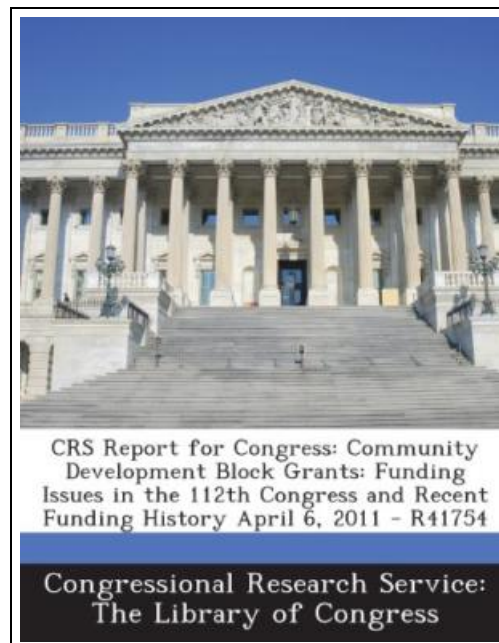 CRS Report for Congress: Community
Development Block Grants: Funding
Issues in the 112th Congress and Recent
Funding History April 6, 2011 - R41754
Congressional Research Service:
The Library of Congress